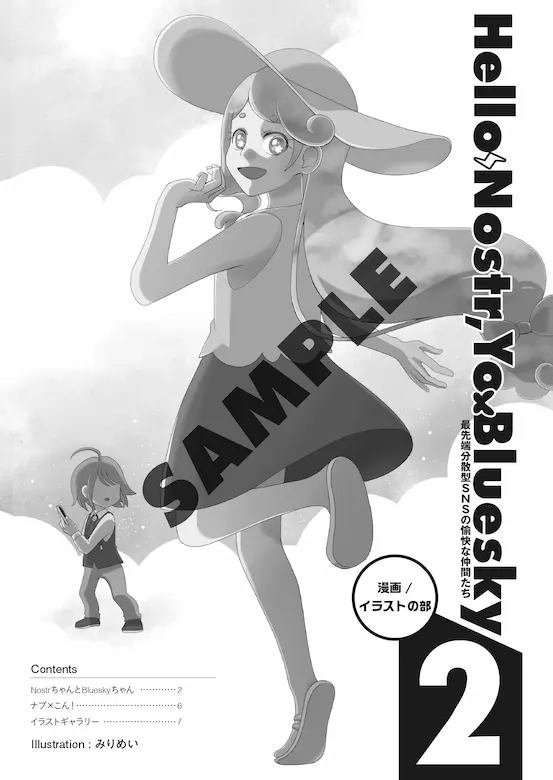 Hello⚡Nostr, Yo×Bluesky
2
最先端分散型SNSの愉快な仲間たち
SAMPLE
漫画 /
イラストの部
Contents
NostrちゃんとBlueskyちゃん ………… 2
ナブ×こん！…………………………… 6
イラストギャラリー …………………… 7
Illustration : みりめい